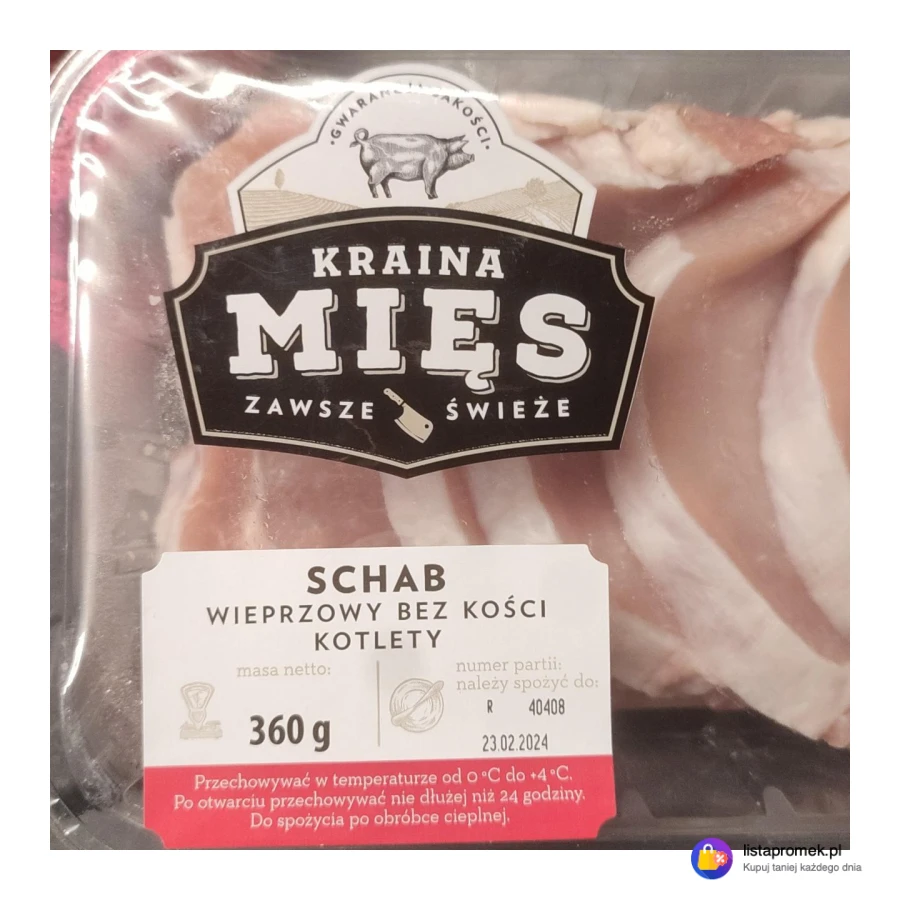 GWARANCJA JAKOŚCI
KRAINA
MIĘS
ZAWSZE ŚWIEŻE
SCHAB
WIEPRZOWY BEZ KOŚCI
KOTLETY
masa netto:
360 g
numer partii:
należy spożyć do:
R 40408
23.02.2024
Przechowywać w temperaturze od 0 °C do +4 °C.
Po otwarciu przechowywać nie dłużej niż 24 godziny.
Do spożycia po obróbce cieplnej.
listapromek.pl
Kupuj taniej każdego dnia